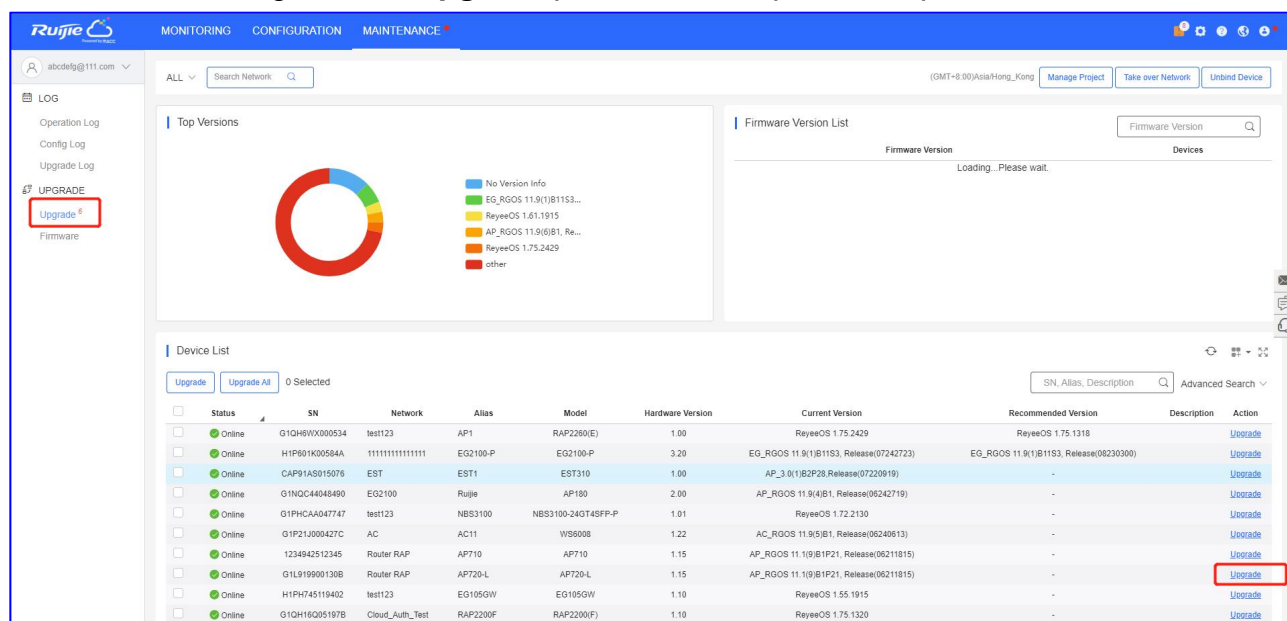 Ruijie
Powered by MACC
MONITORING CONFIGURATION MAINTENANCE
6
abcdefg@111.com
LOG
Operation Log
Config Log
Upgrade Log
UPGRADE
Upgrade 6
Firmware
ALL Search Network (GMT+8:00)Asia/Hong_Kong Manage Project Take over Network Unbind Device
Top Versions
No Version Info
EG_RGOS 11.9(1)B11S3...
ReyeeOS 1.61.1915
AP_RGOS 11.9(6)B1, Re...
ReyeeOS 1.75.2429
other
Firmware Version List Firmware Version
Firmware Version Devices
Loading...Please wait.
Device List
Upgrade Upgrade All 0 Selected SN, Alias, Description Advanced Search
Status SN Network Alias Model Hardware Version Current Version Recommended Version Description Action
Online G1QH6WX000534 test123 AP1 RAP2260(E) 1.00 ReyeeOS 1.75.2429 ReyeeOS 1.75.1318 Upgrade
Online H1P601K00584A 111111111111111 EG2100-P EG2100-P 3.20 EG_RGOS 11.9(1)B11S3, Release(07242723) EG_RGOS 11.9(1)B11S3, Release(08230300) Upgrade
Online CAP91AS015076 EST EST1 EST310 1.00 AP_3.0(1)B2P28,Release(07220919) - Upgrade
Online G1NQC44048490 EG2100 Ruijie AP180 2.00 AP_RGOS 11.9(4)B1, Release(06242719) - Upgrade
Online G1PHCAA047747 test123 NBS3100 NBS3100-24GT4SFP-P 1.01 ReyeeOS 1.72.2130 - Upgrade
Online G1P21J000427C AC AC11 WS6008 1.22 AC_RGOS 11.9(5)B1, Release(06240613) - Upgrade
Online 1234942512345 Router RAP AP710 AP710 1.15 AP_RGOS 11.1(9)B1P21, Release(06211815) - Upgrade
Online G1L919900130B Router RAP AP720-L AP720-L 1.15 AP_RGOS 11.1(9)B1P21, Release(06211815) - Upgrade
Online H1PH745119402 test123 EG105GW EG105GW 1.10 ReyeeOS 1.55.1915 - Upgrade
Online G1QH16Q05197B Cloud_Auth_Test RAP2200F RAP2200(F) 1.10 ReyeeOS 1.75.1320 - Upgrade